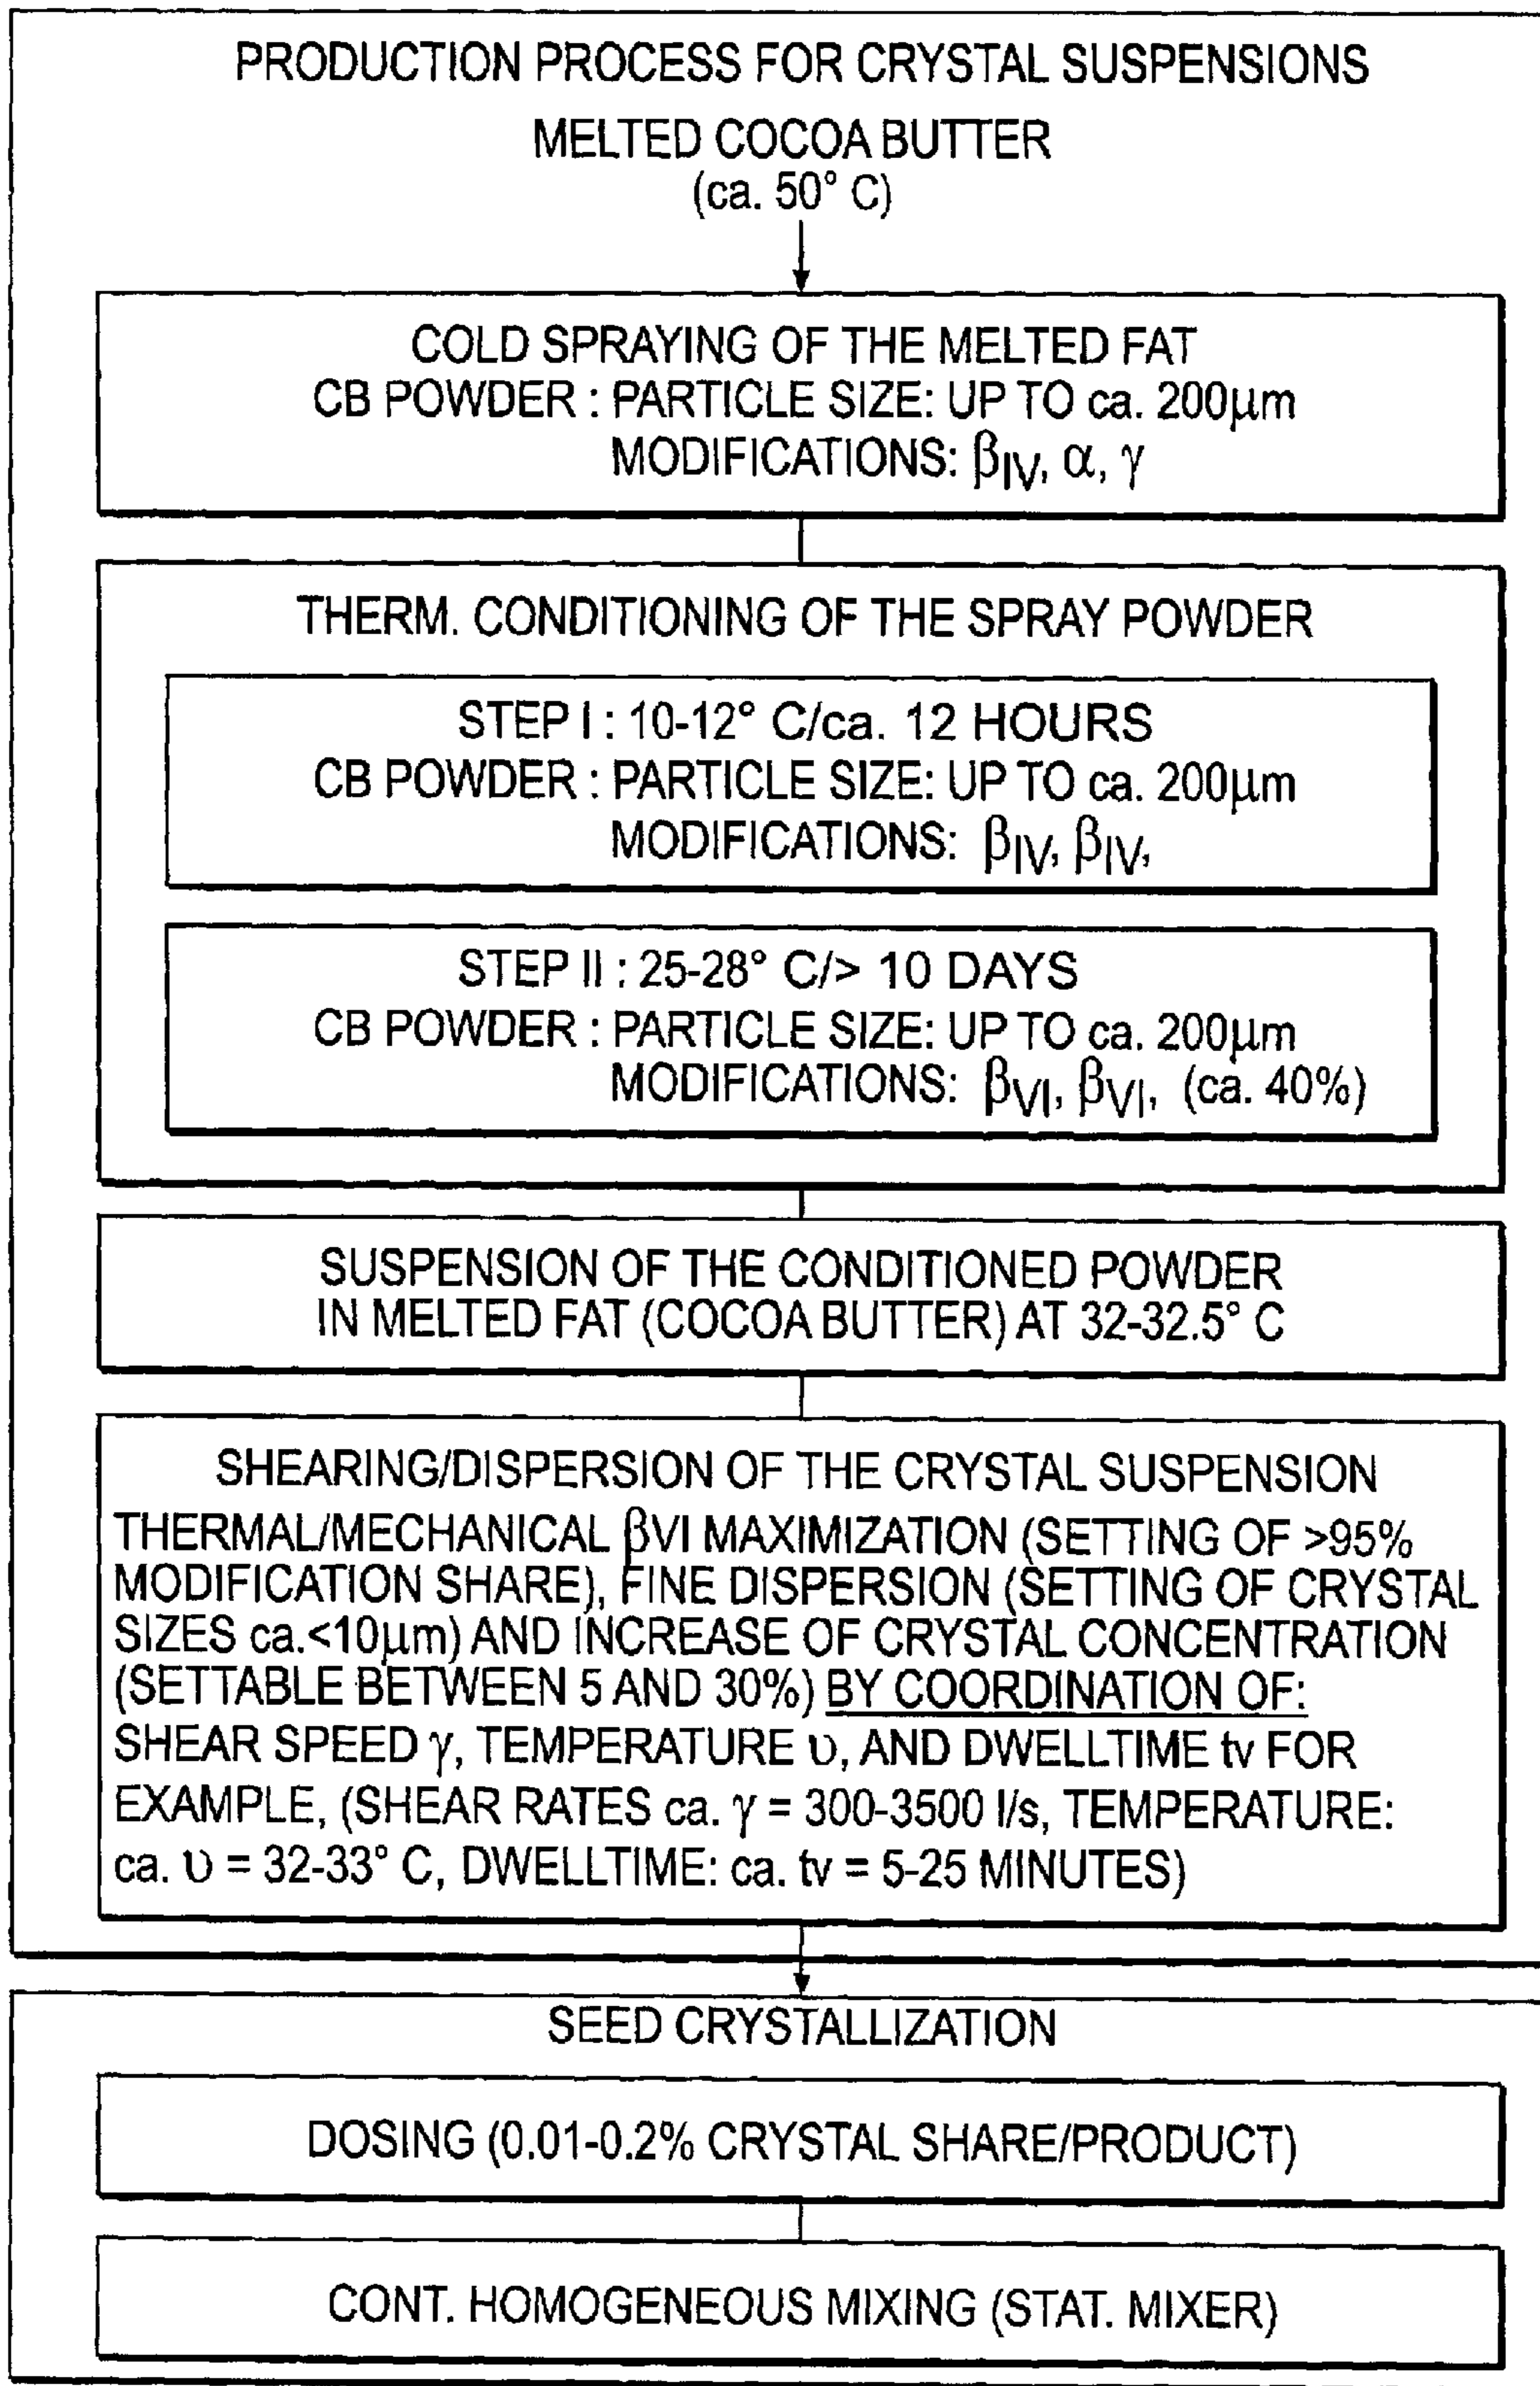 PRODUCTION PROCESS FOR CRYSTAL SUSPENSIONS
MELTED COCOA BUTTER
(ca. 50° C)
COLD SPRAYING OF THE MELTED FAT
CB POWDER : PARTICLE SIZE: UP TO ca. 200μm
MODIFICATIONS: βIV, α, γ
THERM. CONDITIONING OF THE SPRAY POWDER
STEP I : 10-12° C/ca. 12 HOURS
CB POWDER : PARTICLE SIZE: UP TO ca. 200μm
MODIFICATIONS: βIV, βIV,
STEP II : 25-28° C/> 10 DAYS
CB POWDER : PARTICLE SIZE: UP TO ca. 200μm
MODIFICATIONS: βVI, βVI, (ca. 40%)
SUSPENSION OF THE CONDITIONED POWDER
IN MELTED FAT (COCOA BUTTER) AT 32-32.5° C
SHEARING/DISPERSION OF THE CRYSTAL SUSPENSION
THERMAL/MECHANICAL βVI MAXIMIZATION (SETTING OF >95%
MODIFICATION SHARE), FINE DISPERSION (SETTING OF CRYSTAL
SIZES ca.<10μm) AND INCREASE OF CRYSTAL CONCENTRATION
(SETTABLE BETWEEN 5 AND 30%) BY COORDINATION OF:
SHEAR SPEED γ, TEMPERATURE υ, AND DWELLTIME tv FOR
EXAMPLE, (SHEAR RATES ca. γ = 300-3500 l/s, TEMPERATURE:
ca. υ = 32-33° C, DWELLTIME: ca. tv = 5-25 MINUTES)
SEED CRYSTALLIZATION
DOSING (0.01-0.2% CRYSTAL SHARE/PRODUCT)
CONT. HOMOGENEOUS MIXING (STAT. MIXER)